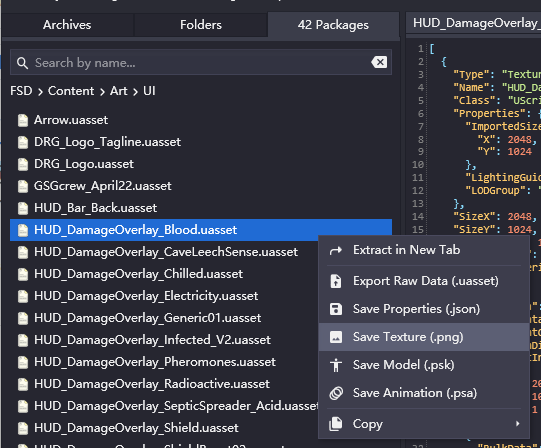 Archives
Folders
42 Packages
HUD_DamageOverlay_
Search by name...
FSD > Content > Art > UI
Arrow.uasset
DRG_Logo_Tagline.uasset
DRG_Logo.uasset
GSGcrew_April22.uasset
HUD_Bar_Back.uasset
HUD_DamageOverlay_Blood.uasset
HUD_DamageOverlay_CaveLeechSense.uasset
HUD_DamageOverlay_Chilled.uasset
HUD_DamageOverlay_Electricity.uasset
HUD_DamageOverlay_Generic01.uasset
HUD_DamageOverlay_Infected_V2.uasset
HUD_DamageOverlay_Pheromones.uasset
HUD_DamageOverlay_Radioactive.uasset
HUD_DamageOverlay_SepticSpreader_Acid.uasset
HUD_DamageOverlay_Shield.uasset
Extract in New Tab
Export Raw Data (.uasset)
Save Properties (.json)
Save Texture (.png)
Save Model (.psk)
Save Animation (.psa)
Copy
1 [
2 {
3 "Type": "Textur
4 "Name": "HUD_Da
5 "Class": "UScri
6 "Properties": {
7 "ImportedSize
8 "X": 2048,
9 "Y": 1024
10 },
11 "LightingGuid
12 "LODGroup": "
13 },
14 "SizeX": 2048,
15 "SizeY": 1024,